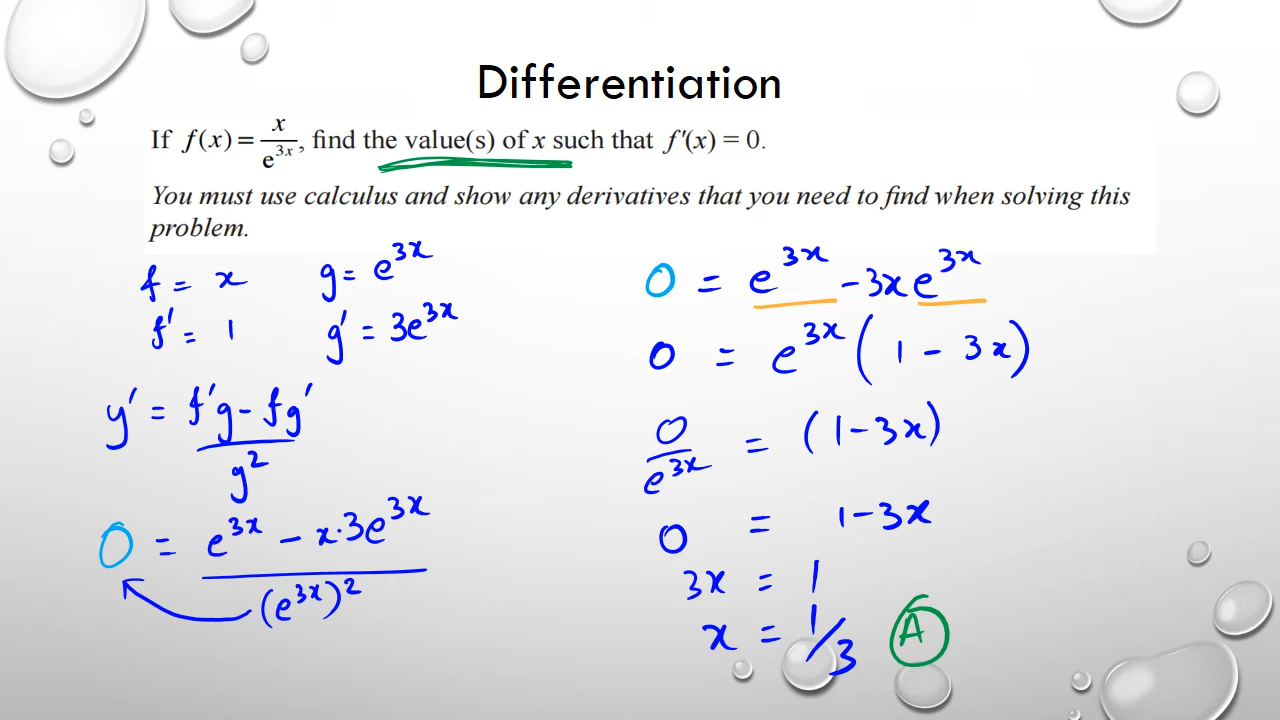 Differentiation
If f(x) = x/e^{3x}, find the value(s) of x such that f′(x) = 0.
You must use calculus and show any derivatives that you need to find when solving this
problem.
f = x    g = e^{3x}
f' = 1    g' = 3e^{3x}
y' = (f'g - fg')/g^2
0 = (e^{3x} - x·3e^{3x})/(e^{3x})^2
0 = e^{3x} - 3xe^{3x}
0 = e^{3x}(1 - 3x)
0/e^{3x} = (1-3x)
0 = 1-3x
3x = 1
x = 1/3    A